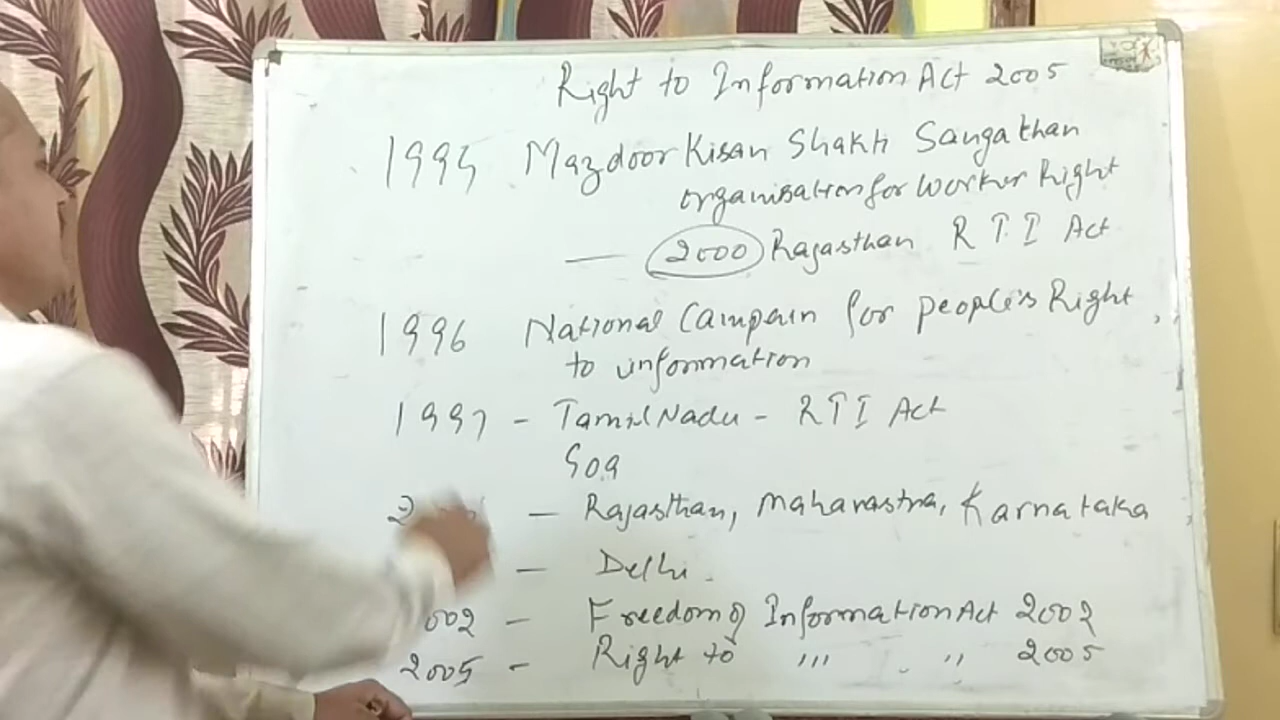 Right to Information Act 2005
1995 Mazdoor Kisan Shakti Sangathan
organisation for worker Right
— 2000 Rajasthan R T I Act
1996 National Campain for people's Right
to information
1997 - Tamil Nadu - RTI Act
Goa
— Rajasthan, Maharastra, Karnataka
— Delhi.
002 - Freedom of Information Act 2002
2005 - Right to ,,, ,, 2005